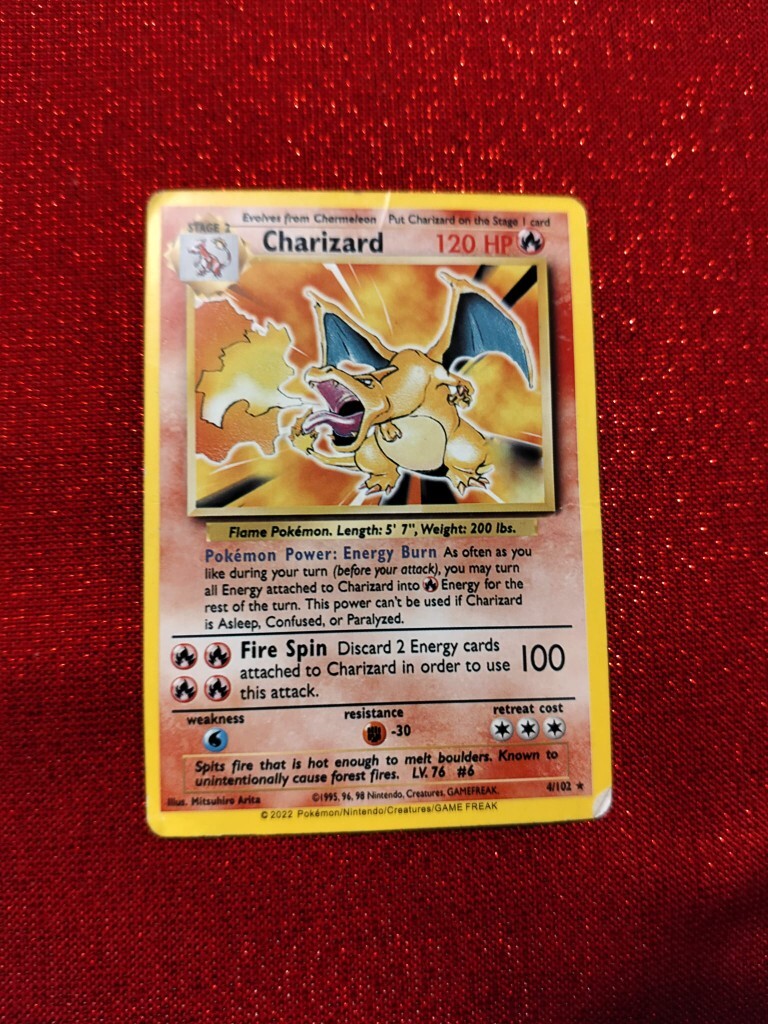 Evolves from Chermeleon Put Charizard on the Stage 1 card
STAGE 2
Charizard 120 HP
Flame Pokémon. Length: 5' 7", Weight: 200 lbs.
Pokémon Power: Energy Burn As often as you
like during your turn (before your attack), you may turn
all Energy attached to Charizard into Energy for the
rest of the turn. This power can't be used if Charizard
is Asleep, Confused, or Paralyzed.
Fire Spin Discard 2 Energy cards
attached to Charizard in order to use 100
this attack.
weakness resistance retreat cost
-30
Spits fire that is hot enough to melt boulders. Known to
unintentionally cause forest fires. LV. 76 #6
Illus. Mitsuhiro Arita ©1995, 96, 98 Nintendo, Creatures, GAMEFREAK. 4/102 ★
© 2022 Pokémon/Nintendo/Creatures/GAME FREAK